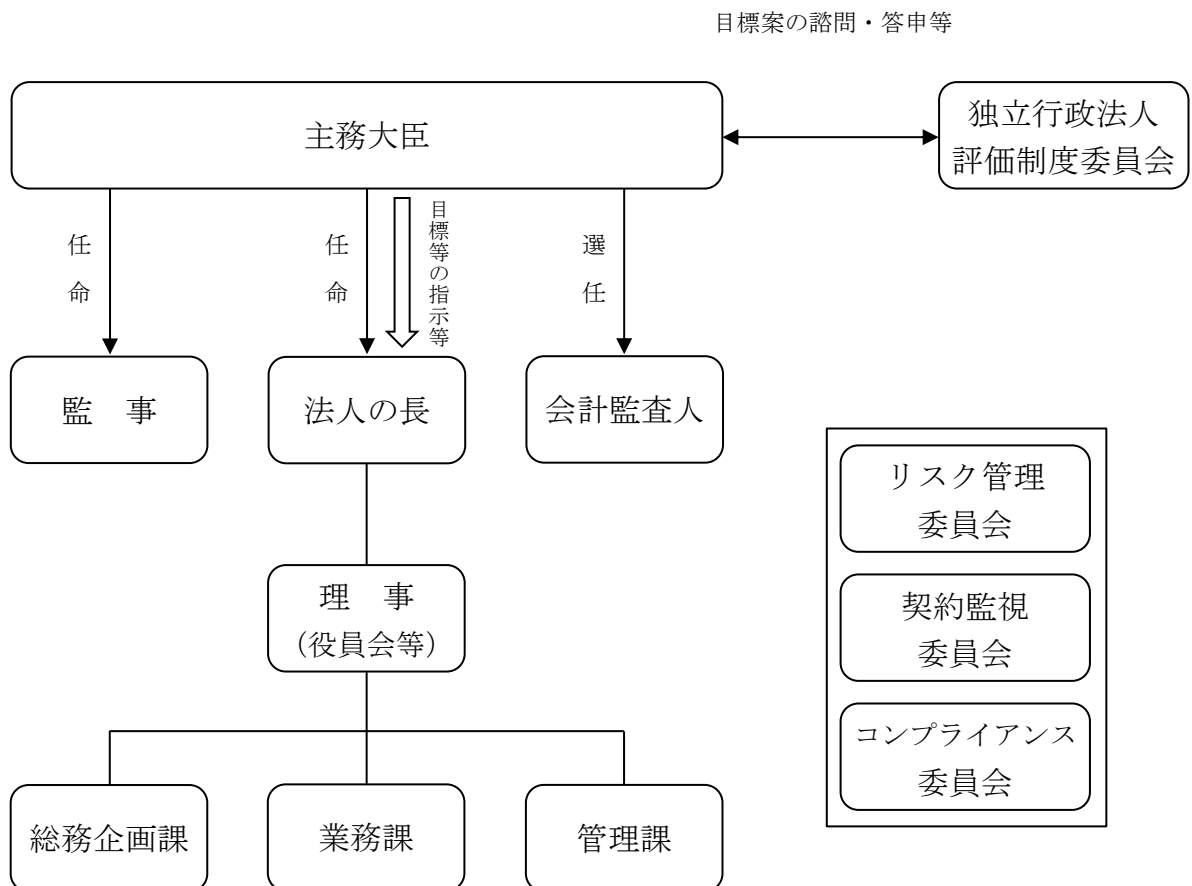 目標案の諮問・答申等
主務大臣
独立行政法人
評価制度委員会
任命
任命
目標等の指示等
選任
監　事
法人の長
会計監査人
リスク管理
委員会
理　事
（役員会等）
契約監視
委員会
コンプライアンス
委員会
総務企画課
業務課
管理課